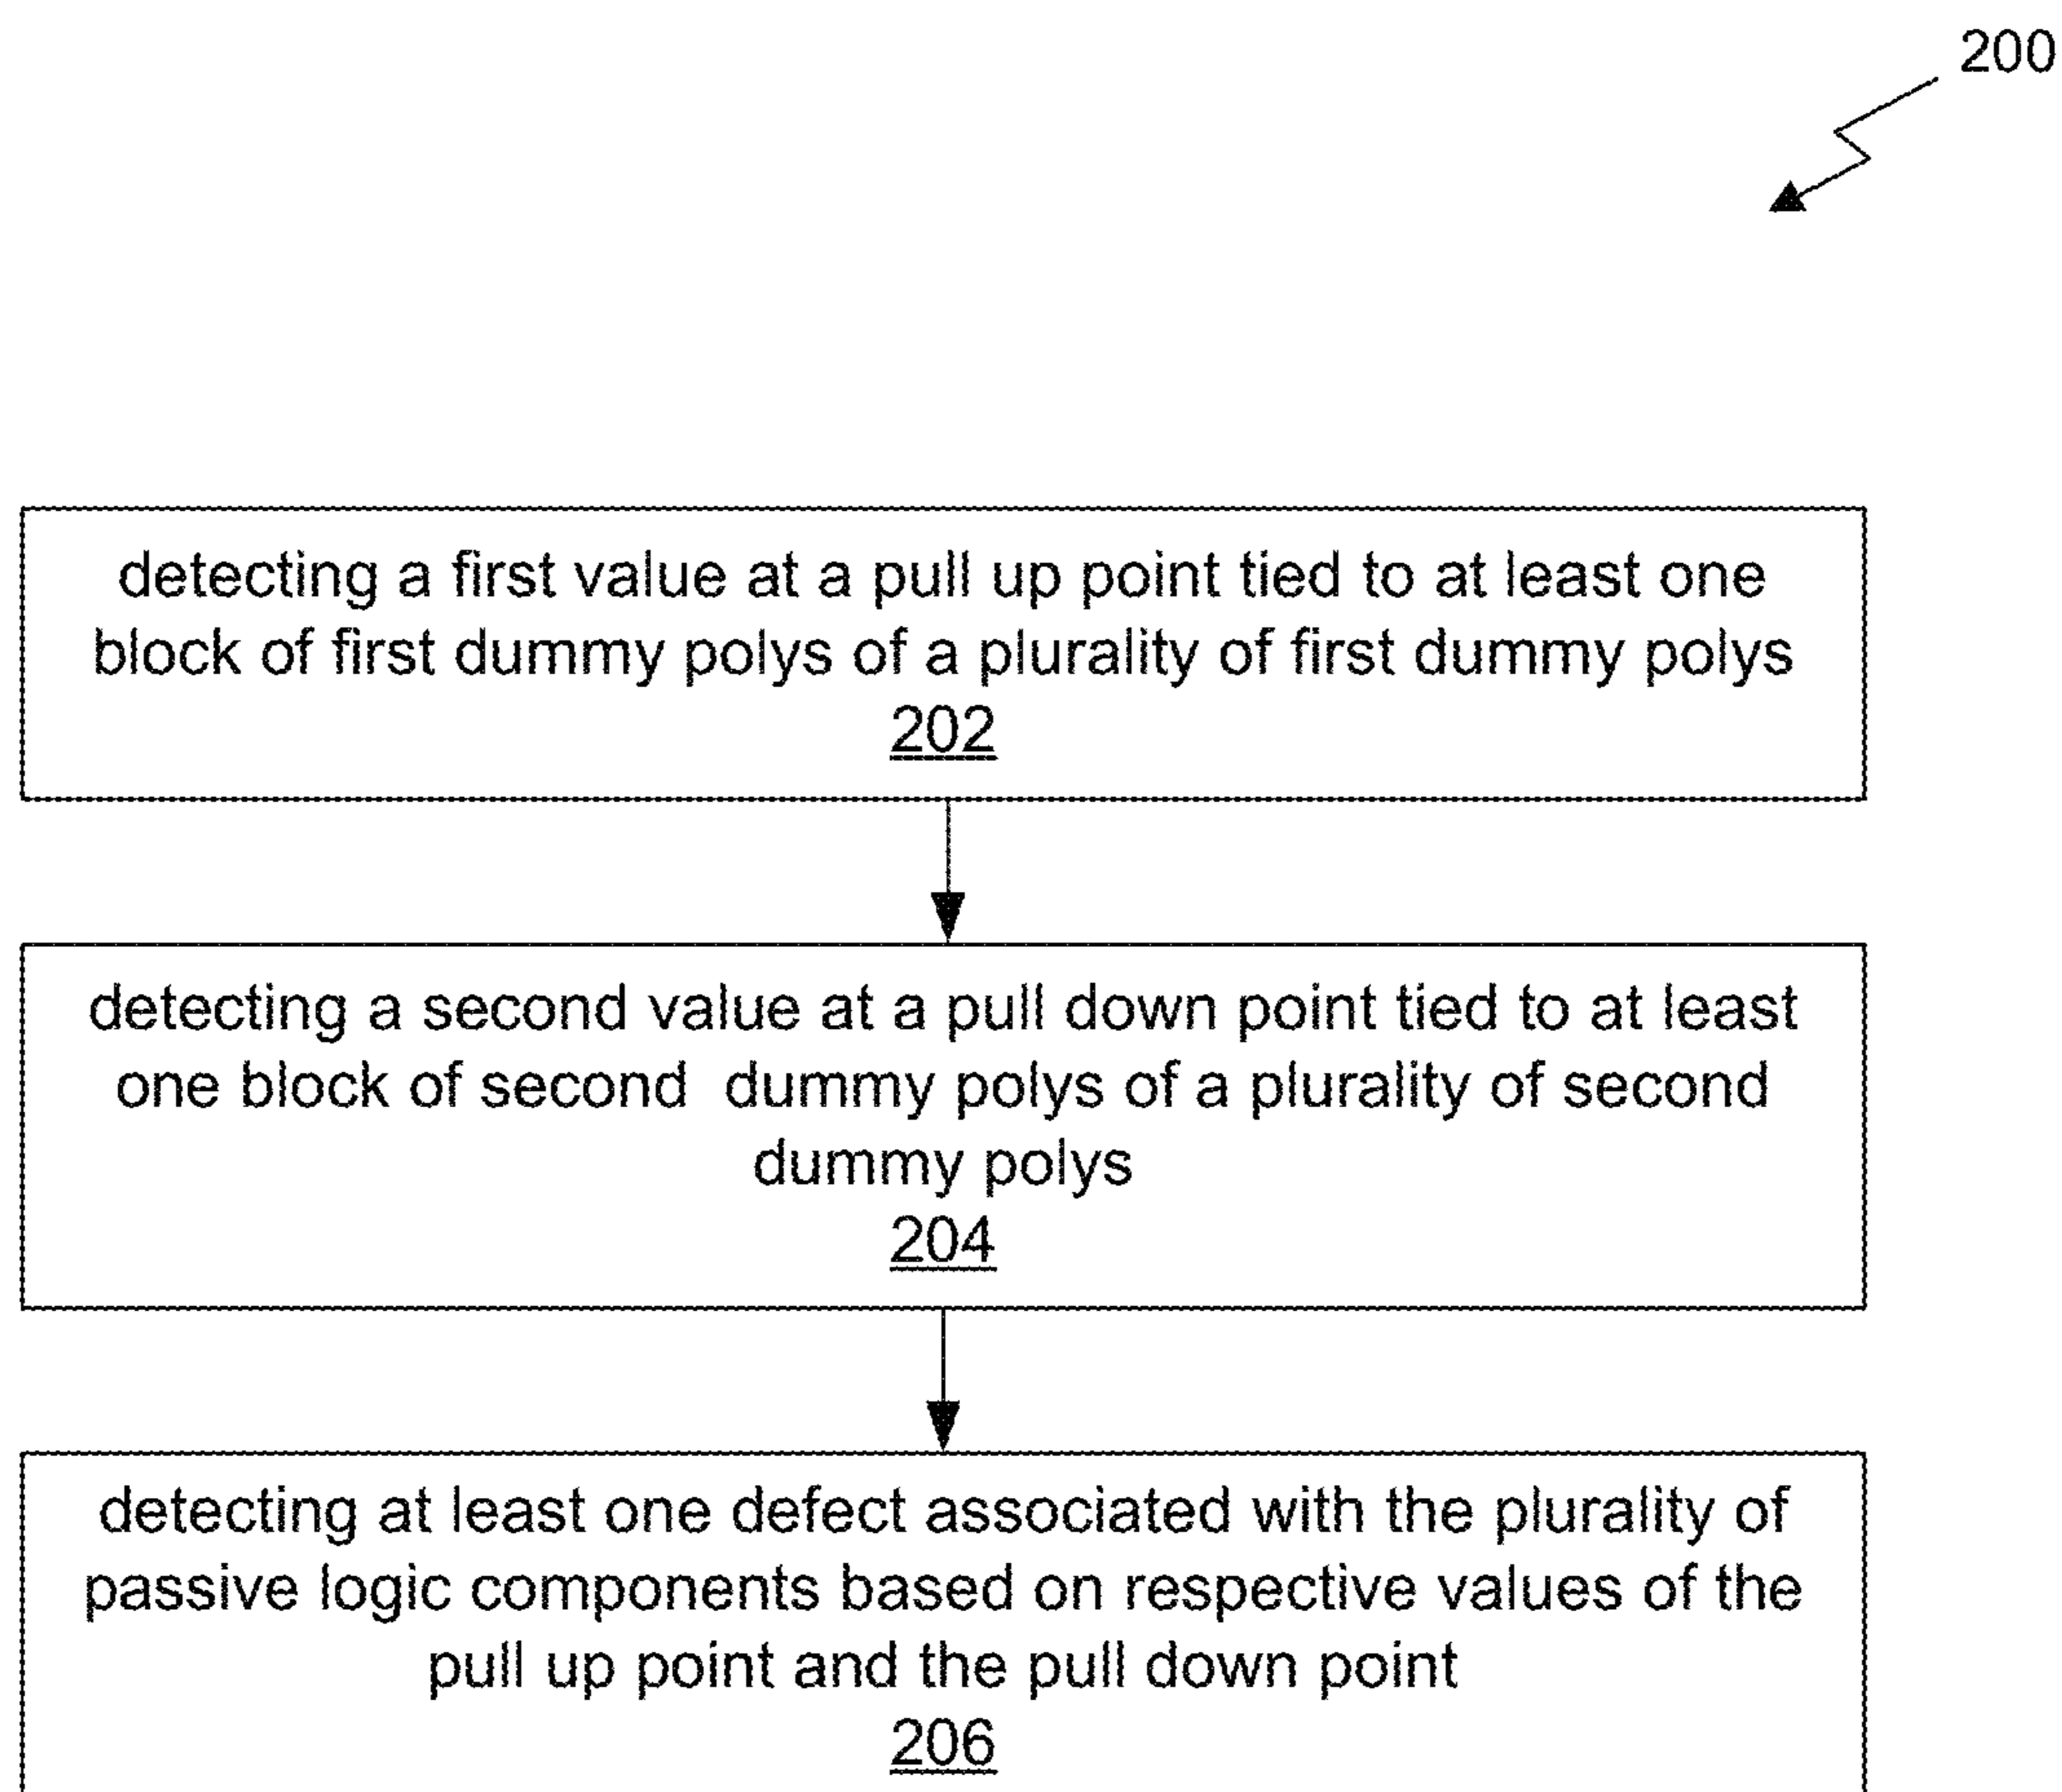 200
detecting a first value at a pull up point tied to at least one
block of first dummy polys of a plurality of first dummy polys
202
detecting a second value at a pull down point tied to at least
one block of second dummy polys of a plurality of second
dummy polys
204
detecting at least one defect associated with the plurality of
passive logic components based on respective values of the
pull up point and the pull down point
206